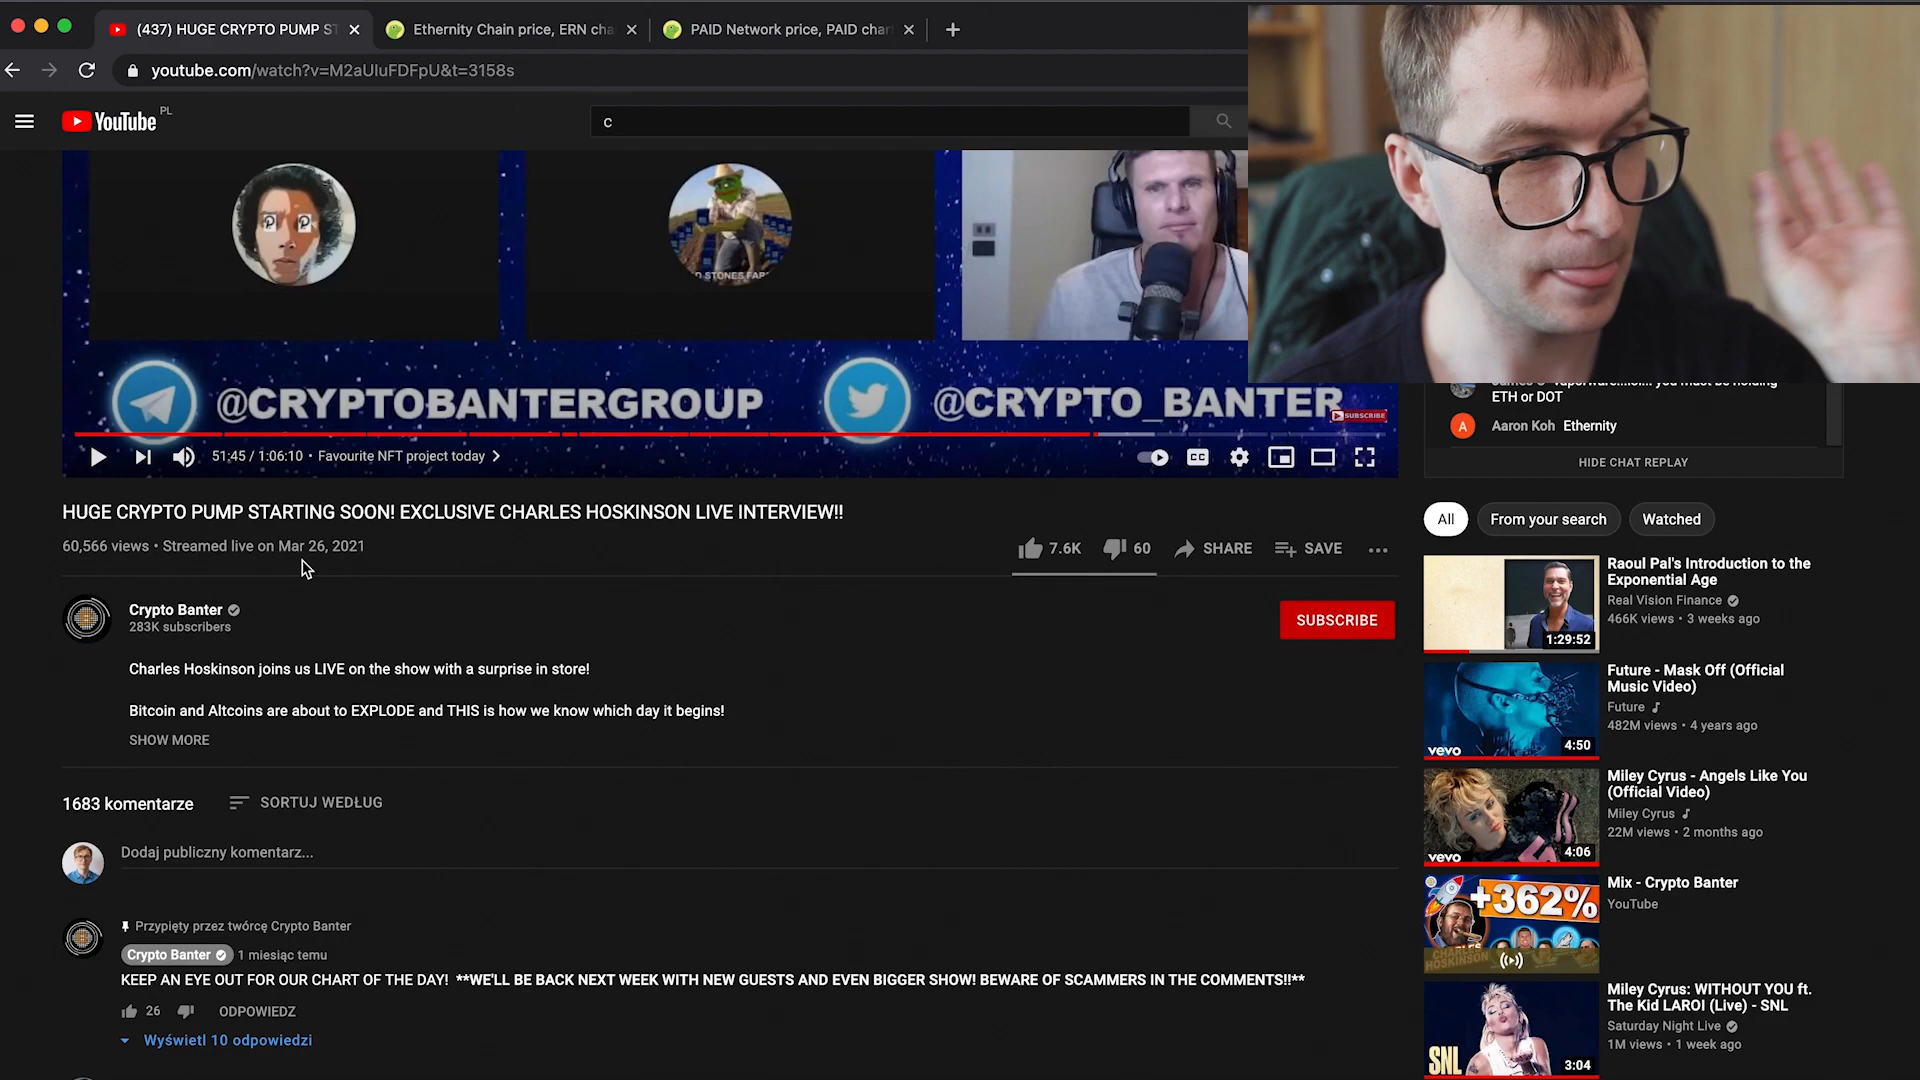 (437) HUGE CRYPTO PUMP ST
Ethernity Chain price, ERN cha
PAID Network price, PAID char
youtube.com/watch?v=M2aUIuFDFpU&t=3158s
YouTube PL
c
@CRYPTOBANTERGROUP
@CRYPTO_BANTER
SUBSCRIBE
51:45 / 1:06:10 • Favourite NFT project today
CC
ETH or DOT
A Aaron Koh Ethernity
HIDE CHAT REPLAY
HUGE CRYPTO PUMP STARTING SOON! EXCLUSIVE CHARLES HOSKINSON LIVE INTERVIEW!!
60,566 views • Streamed live on Mar 26, 2021
7.6K 60 SHARE SAVE
Crypto Banter
283K subscribers
SUBSCRIBE
Charles Hoskinson joins us LIVE on the show with a surprise in store!
Bitcoin and Altcoins are about to EXPLODE and THIS is how we know which day it begins!
SHOW MORE
1683 komentarze SORTUJ WEDŁUG
Dodaj publiczny komentarz...
Przypięty przez twórcę Crypto Banter
Crypto Banter 1 miesiąc temu
KEEP AN EYE OUT FOR OUR CHART OF THE DAY! **WE'LL BE BACK NEXT WEEK WITH NEW GUESTS AND EVEN BIGGER SHOW! BEWARE OF SCAMMERS IN THE COMMENTS!!**
26 ODPOWIEDZ
Wyświetl 10 odpowiedzi
All From your search Watched
Raoul Pal's Introduction to the
Exponential Age
Real Vision Finance
466K views • 3 weeks ago
1:29:52
Future - Mask Off (Official
Music Video)
Future
482M views • 4 years ago
vevo 4:50
Miley Cyrus - Angels Like You
(Official Video)
Miley Cyrus
22M views • 2 months ago
vevo 4:06
Mix - Crypto Banter
YouTube
+362%
CHARLES
HOSKINSON
Miley Cyrus: WITHOUT YOU ft.
The Kid LAROI (Live) - SNL
Saturday Night Live
1M views • 1 week ago
SNL 3:04